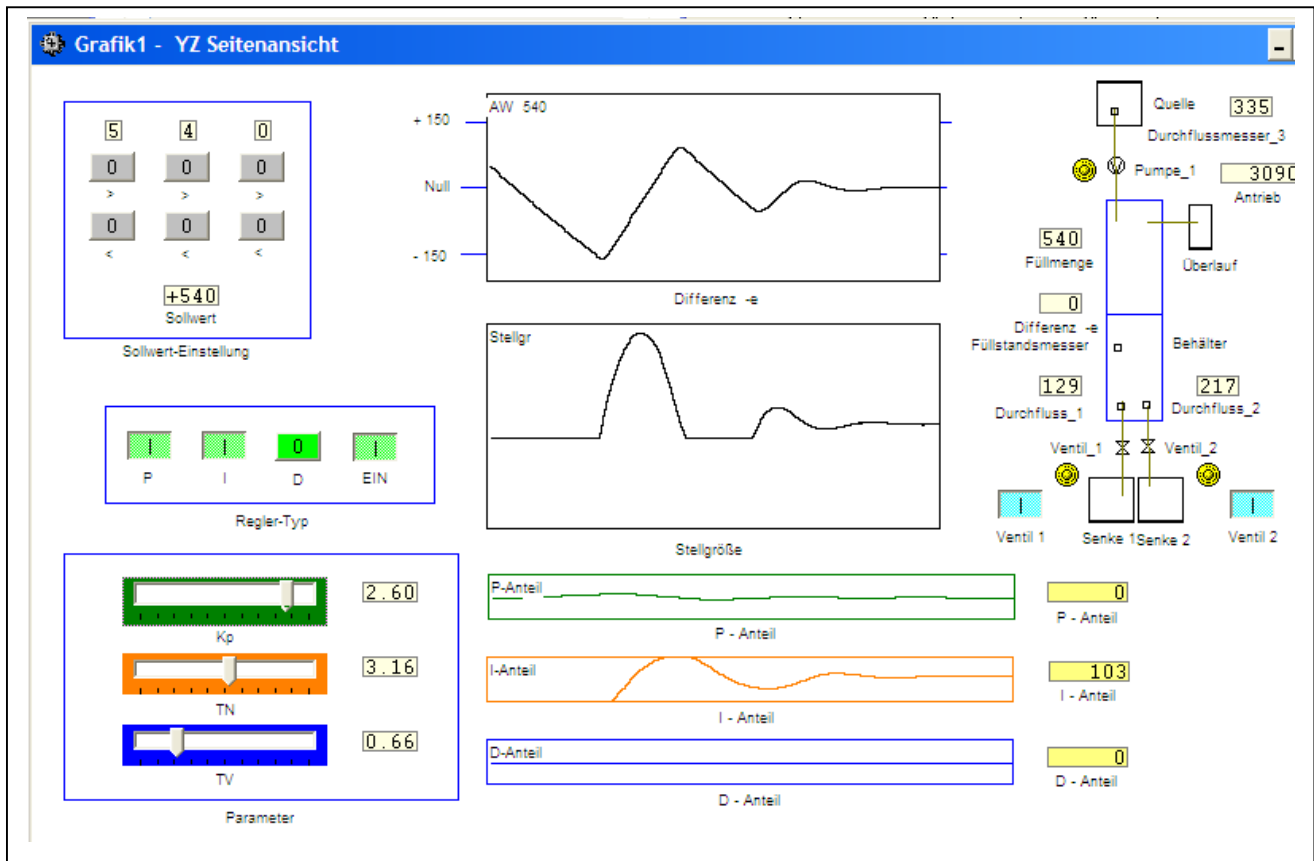 Grafik1 - YZ Seitenansicht
5 4 0
0 0 0
> > >
0 0 0
< < <
+540
Sollwert
Sollwert-Einstellung
I I 0 I
P I D EIN
Regler-Typ
2.60
Kp
3.16
TN
0.66
TV
Parameter
AW 540
+ 150
Null
- 150
Differenz -e
Stellgr
Stellgröße
P-Anteil
P - Anteil
I-Anteil
I - Anteil
D-Anteil
D - Anteil
0
P - Anteil
103
I - Anteil
0
D - Anteil
Quelle 335
Durchflussmesser_3
Pumpe_1 3090
Antrieb
540
Füllmenge
Überlauf
0
Differenz -e
Füllstandsmesser
Behälter
129 217
Durchfluss_1 Durchfluss_2
Ventil_1 Ventil_2
I I
Ventil 1 Senke 1 Senke 2 Ventil 2